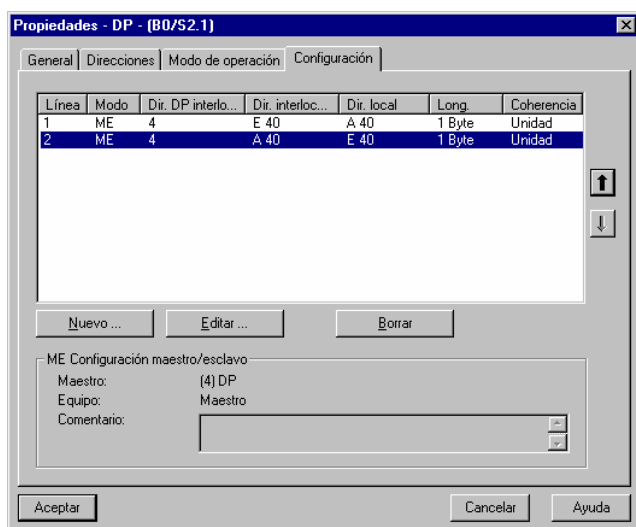 Propiedades - DP - (B0/S2.1)
General Direcciones Modo de operación Configuración
Línea Modo Dir. DP interlo... Dir. interloc... Dir. local Long. Coherencia
1 ME 4 E 40 A 40 1 Byte Unidad
2 ME 4 A 40 E 40 1 Byte Unidad
Nuevo ... Editar ... Borrar
ME Configuración maestro/esclavo
Maestro: (4) DP
Equipo: Maestro
Comentario:
Aceptar Cancelar Ayuda